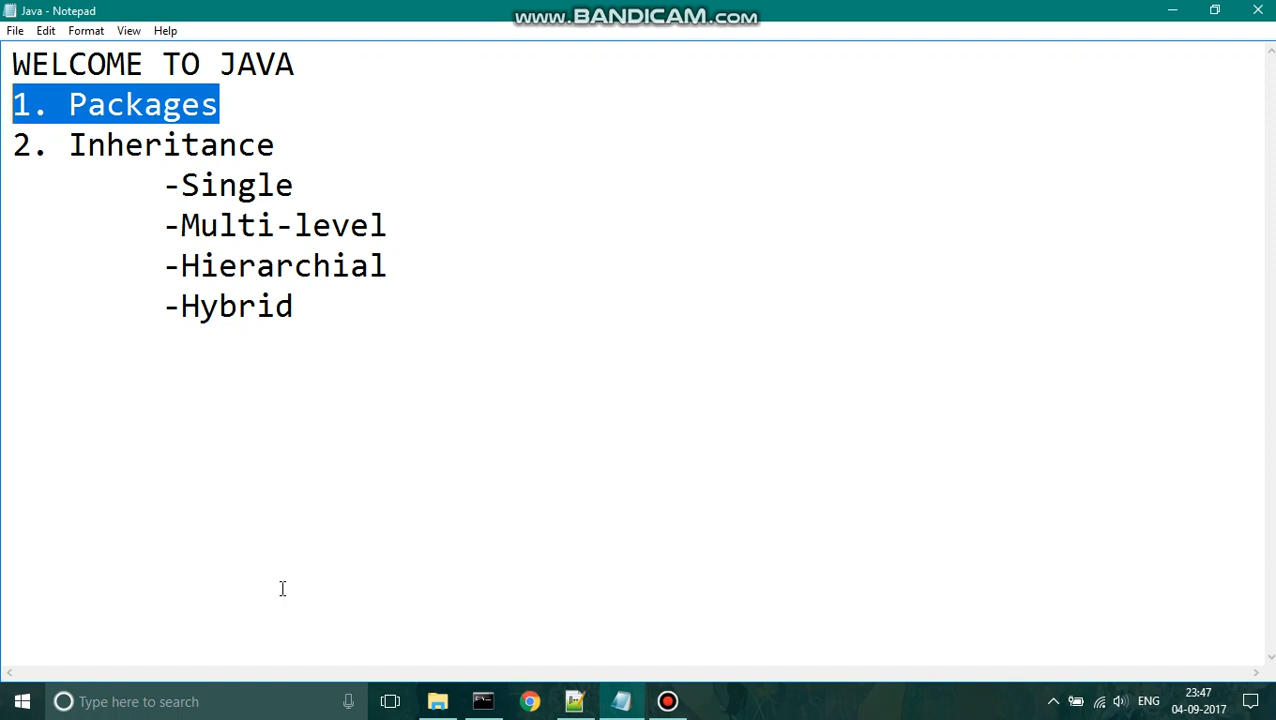 Java - Notepad
www.BANDICAM.com
File Edit Format View Help
WELCOME TO JAVA
1. Packages
2. Inheritance
-Single
-Multi-level
-Hierarchial
-Hybrid
Type here to search
ENG
23:47
04-09-2017